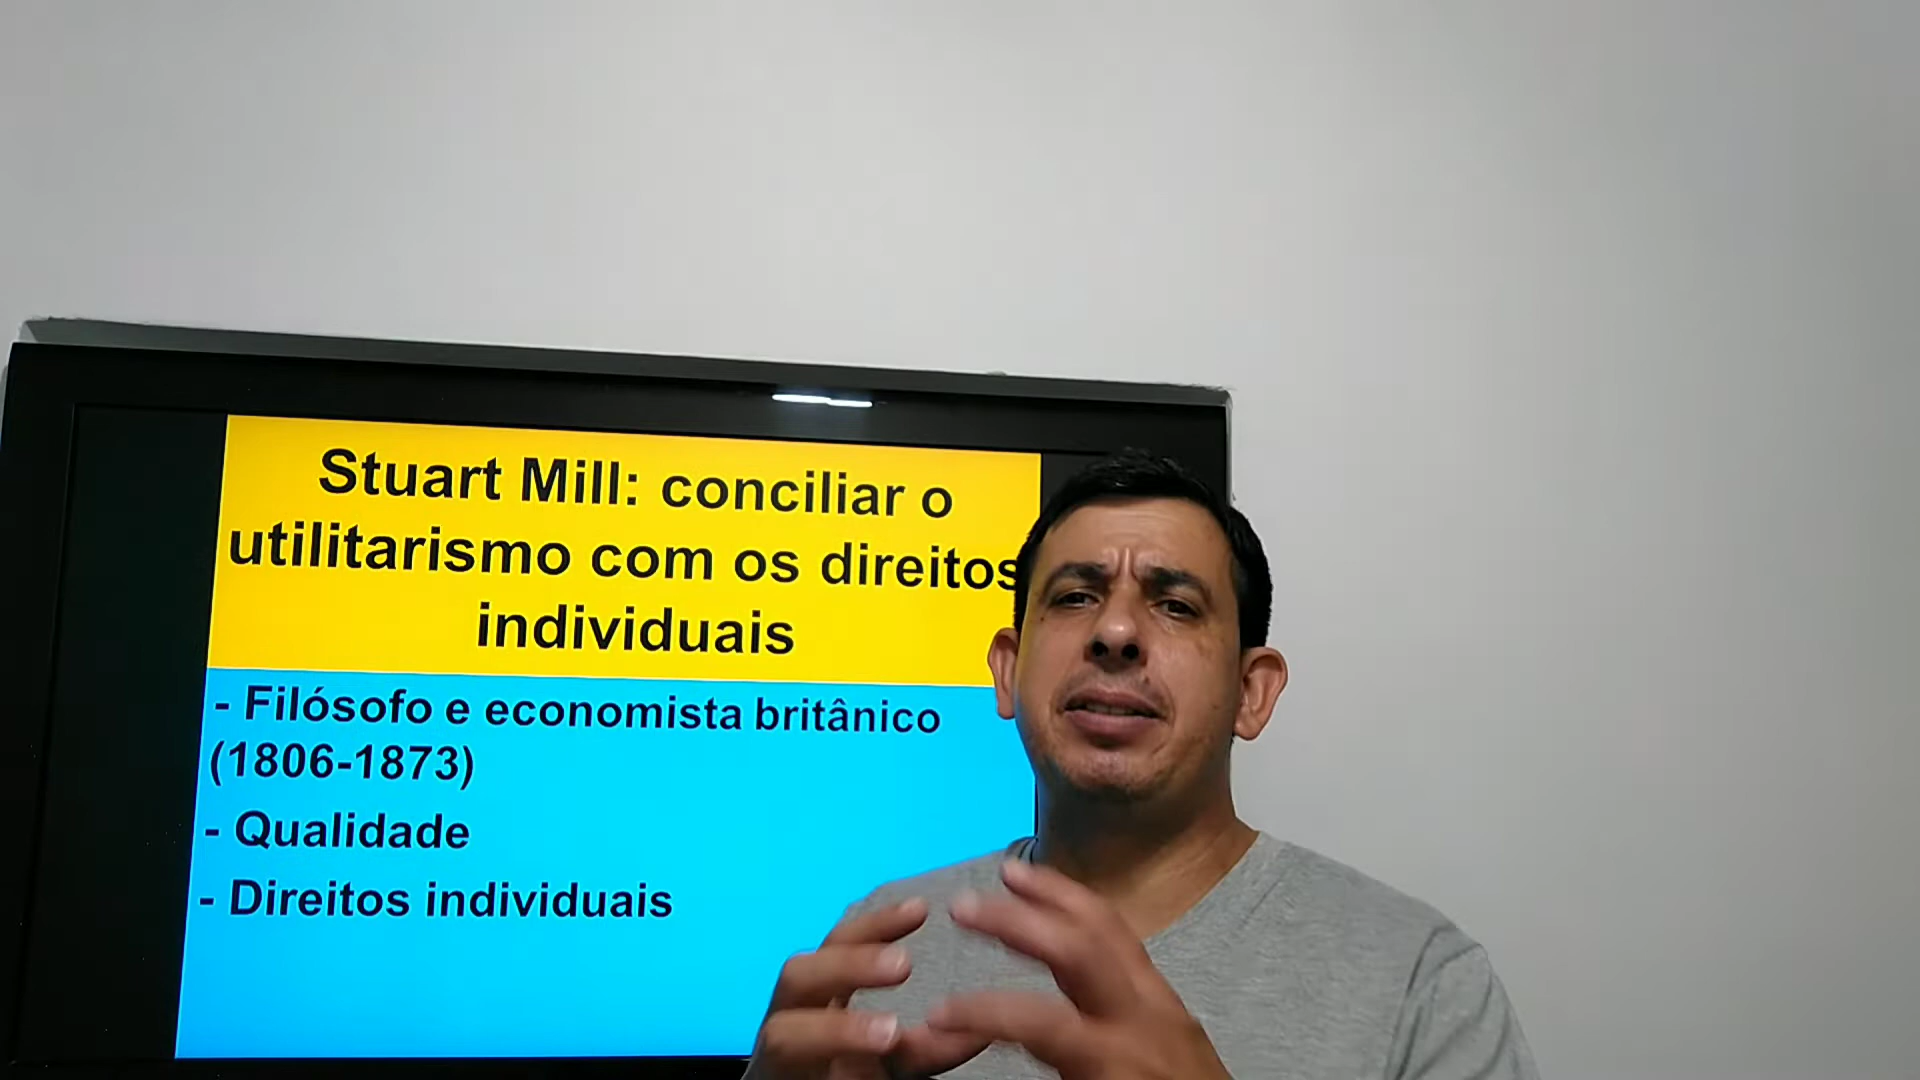 Stuart Mill: conciliar o
utilitarismo com os direitos
individuais
- Filósofo e economista britânico
(1806-1873)
- Qualidade
- Direitos individuais